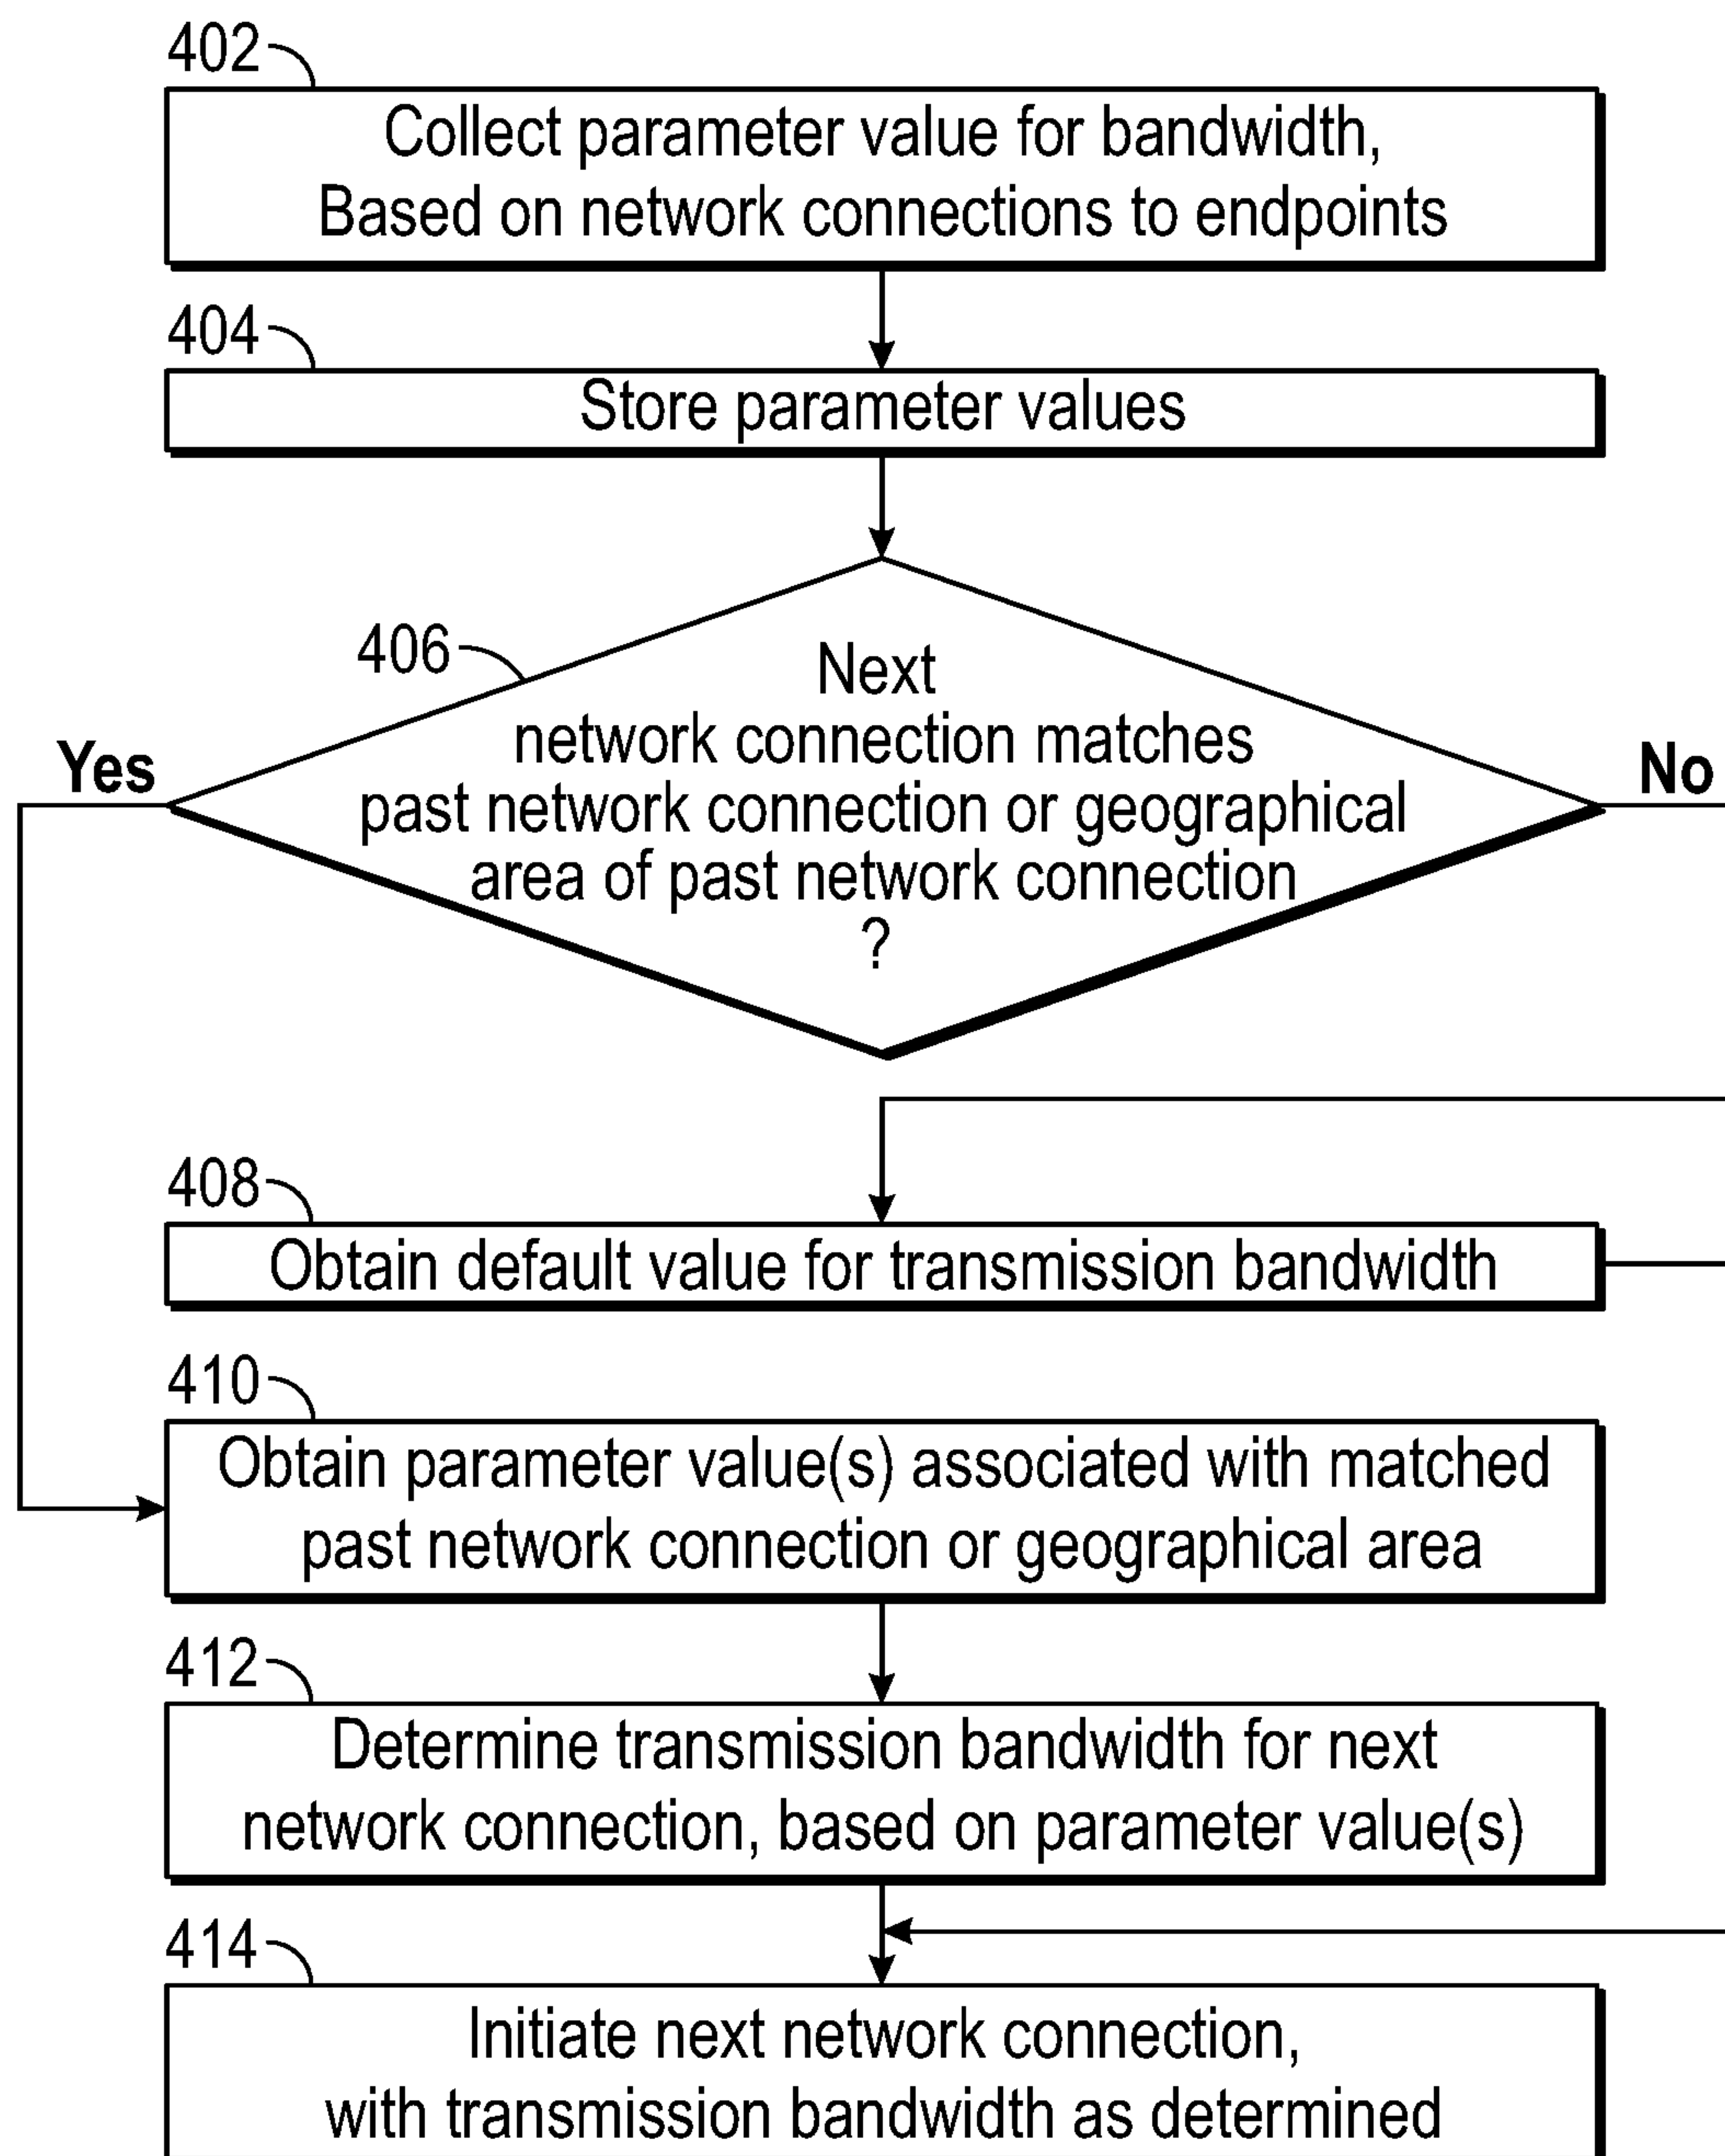 402
Collect parameter value for bandwidth,
Based on network connections to endpoints
404
Store parameter values
406
Next
network connection matches
past network connection or geographical
area of past network connection
?
Yes
No
408
Obtain default value for transmission bandwidth
410
Obtain parameter value(s) associated with matched
past network connection or geographical area
412
Determine transmission bandwidth for next
network connection, based on parameter value(s)
414
Initiate next network connection,
with transmission bandwidth as determined